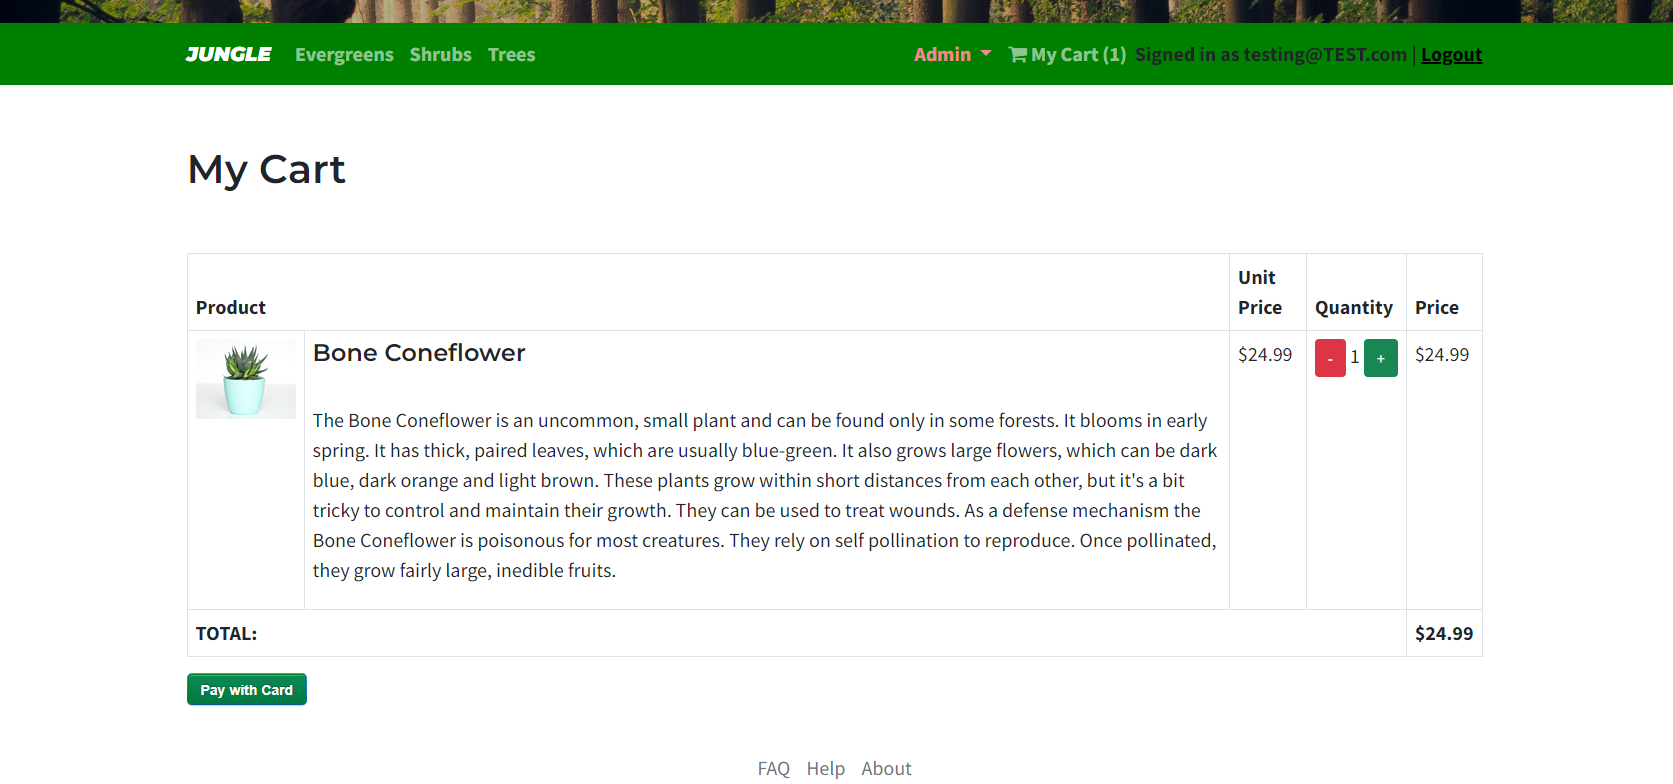 JUNGLE Evergreens Shrubs Trees Admin My Cart (1) Signed in as testing@TEST.com | Logout
My Cart
Product Unit Price Quantity Price
Bone Coneflower $24.99 - 1 + $24.99
The Bone Coneflower is an uncommon, small plant and can be found only in some forests. It blooms in early
spring. It has thick, paired leaves, which are usually blue-green. It also grows large flowers, which can be dark
blue, dark orange and light brown. These plants grow within short distances from each other, but it's a bit
tricky to control and maintain their growth. They can be used to treat wounds. As a defense mechanism the
Bone Coneflower is poisonous for most creatures. They rely on self pollination to reproduce. Once pollinated,
they grow fairly large, inedible fruits.
TOTAL: $24.99
Pay with Card
FAQ Help About